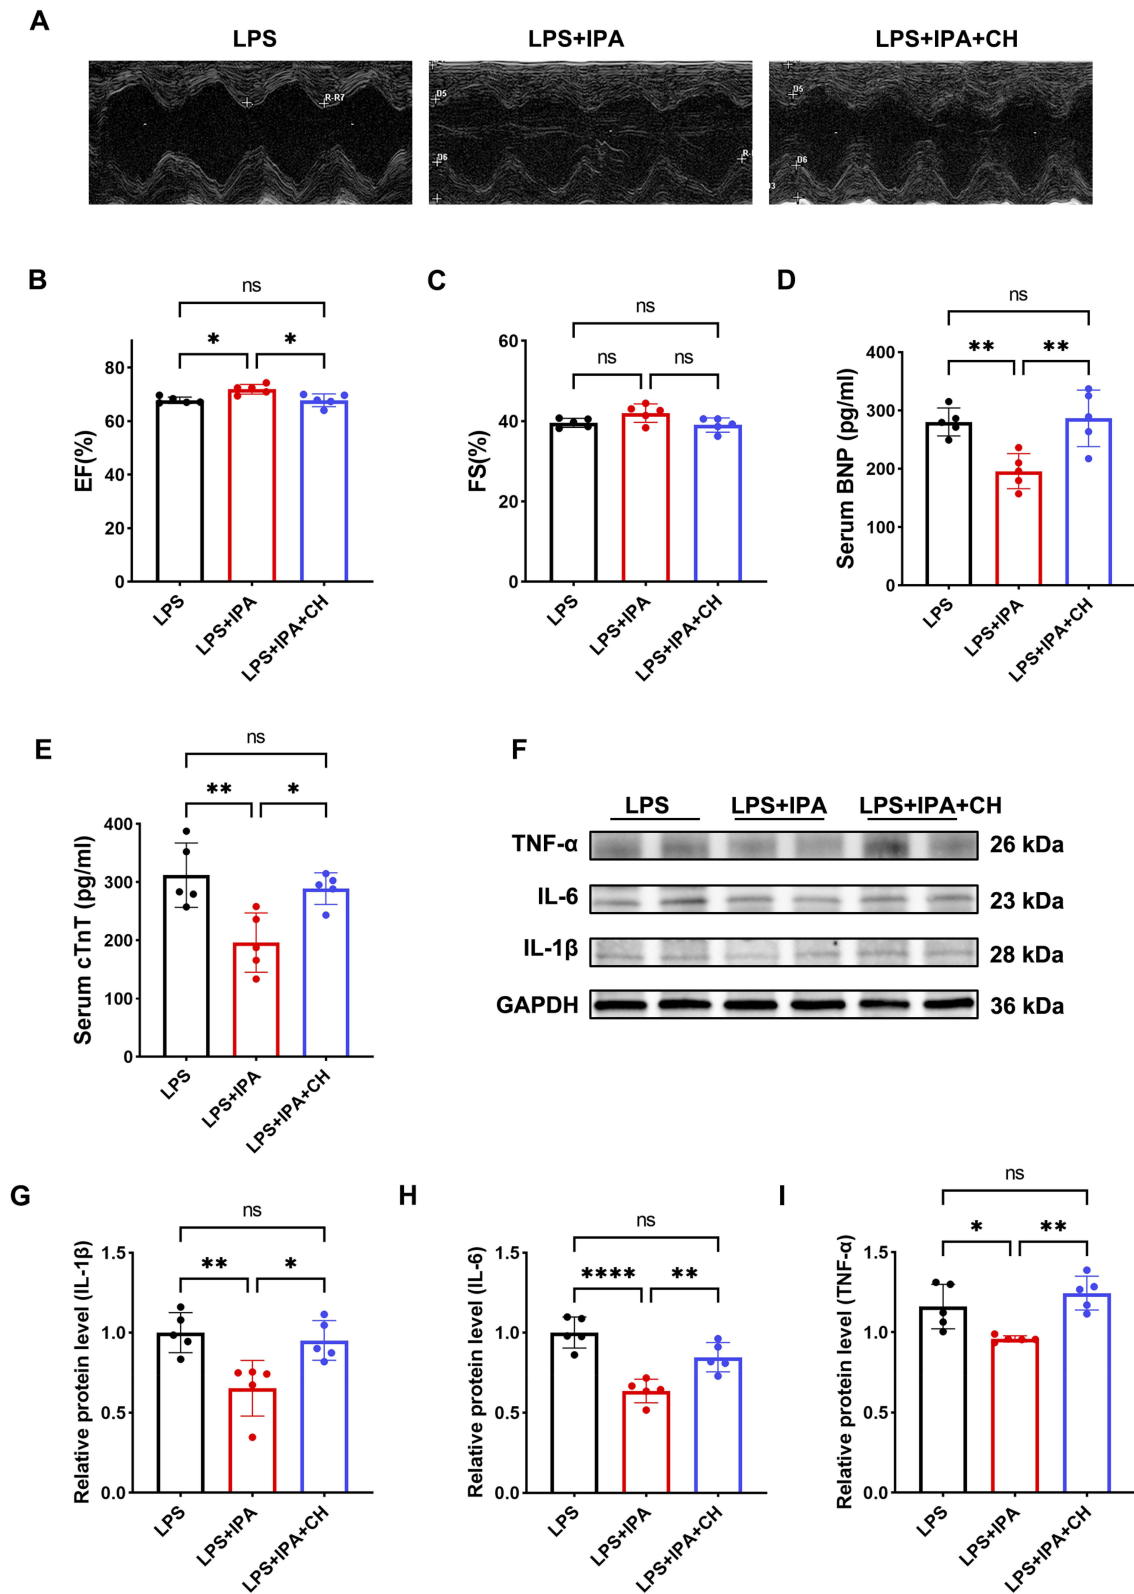 A
LPS
LPS+IPA
LPS+IPA+CH
R-R7
D5
D6
D5
D6
B
ns
*
*
EF(%)
80
60
40
20
0
LPS
LPS+IPA
LPS+IPA+CH
C
ns
ns
ns
FS(%)
60
40
20
0
LPS
LPS+IPA
LPS+IPA+CH
D
ns
**
**
Serum BNP (pg/ml)
400
300
200
100
0
LPS
LPS+IPA
LPS+IPA+CH
E
ns
**
*
Serum cTnT (pg/ml)
400
300
200
100
0
LPS
LPS+IPA
LPS+IPA+CH
F
LPS
LPS+IPA
LPS+IPA+CH
TNF-α
26 kDa
IL-6
23 kDa
IL-1β
28 kDa
GAPDH
36 kDa
G
ns
**
*
Relative protein level (IL-1β)
1.5
1.0
0.5
0.0
LPS
LPS+IPA
LPS+IPA+CH
H
ns
****
**
Relative protein level (IL-6)
1.5
1.0
0.5
0.0
LPS
LPS+IPA
LPS+IPA+CH
I
ns
*
**
Relative protein level (TNF-α)
1.5
1.0
0.5
0.0
LPS
LPS+IPA
LPS+IPA+CH